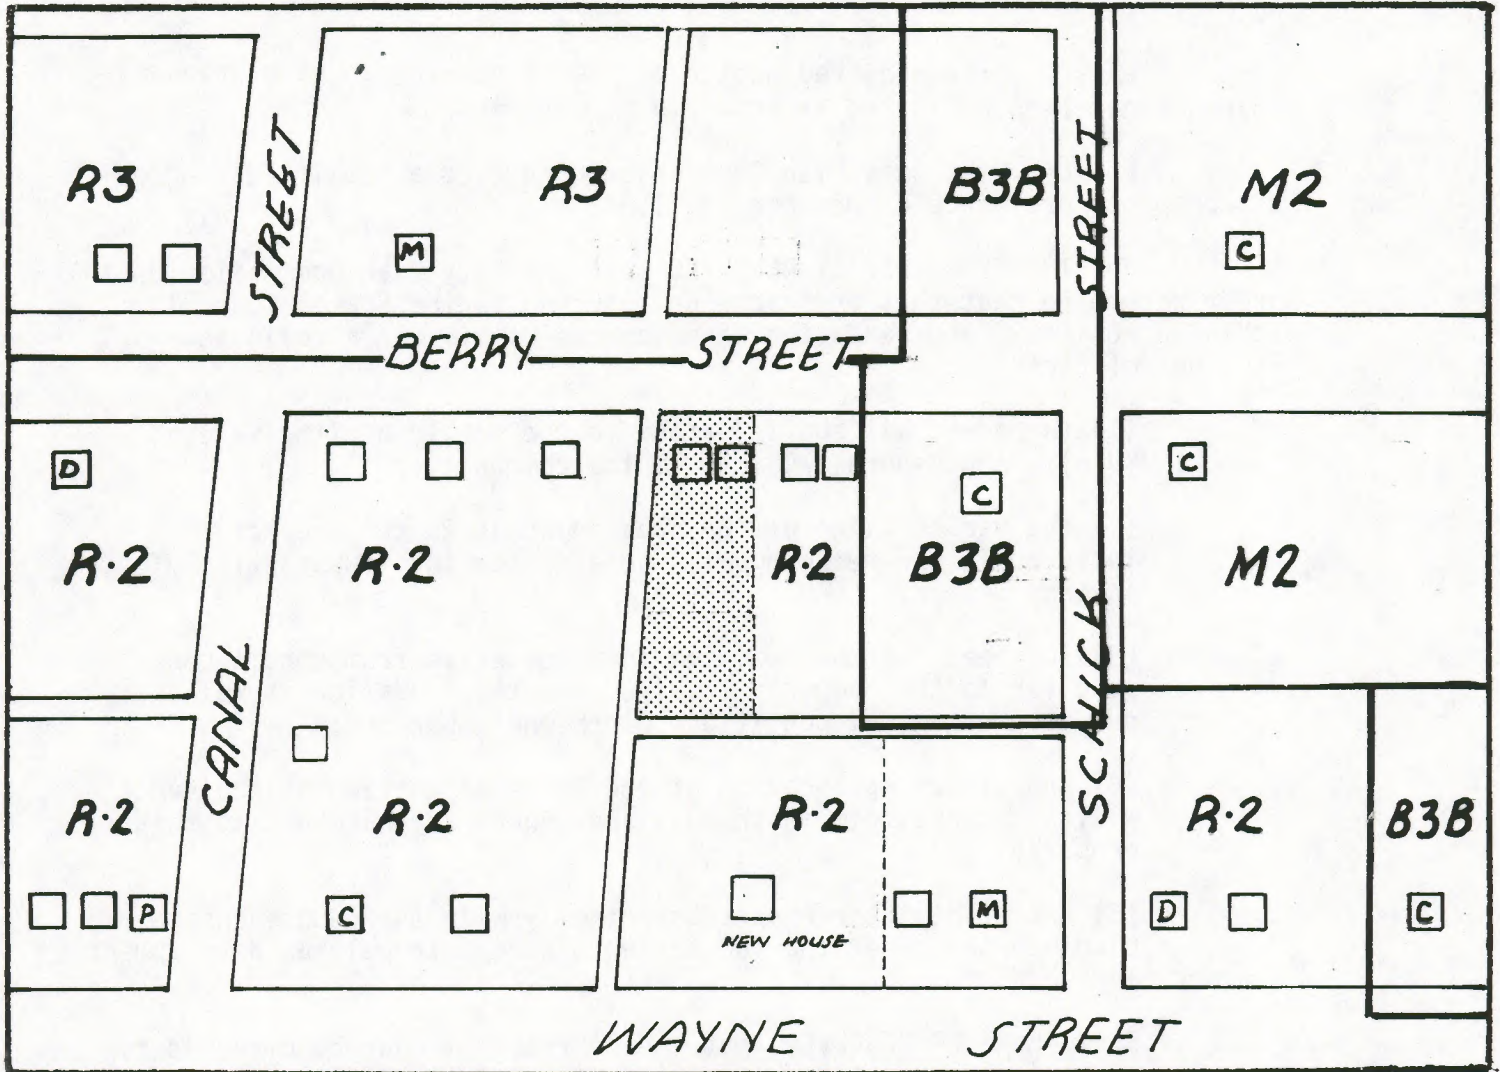 R3
STREET
R3
B3B
STREET
M2
M
C
BERRY STREET
D
C
C
R·2
R·2
R·2
B3B
M2
CANAL
SCHICK
R·2
R·2
R·2
R·2
B3B
P
C
M
D
C
NEW HOUSE
WAYNE STREET